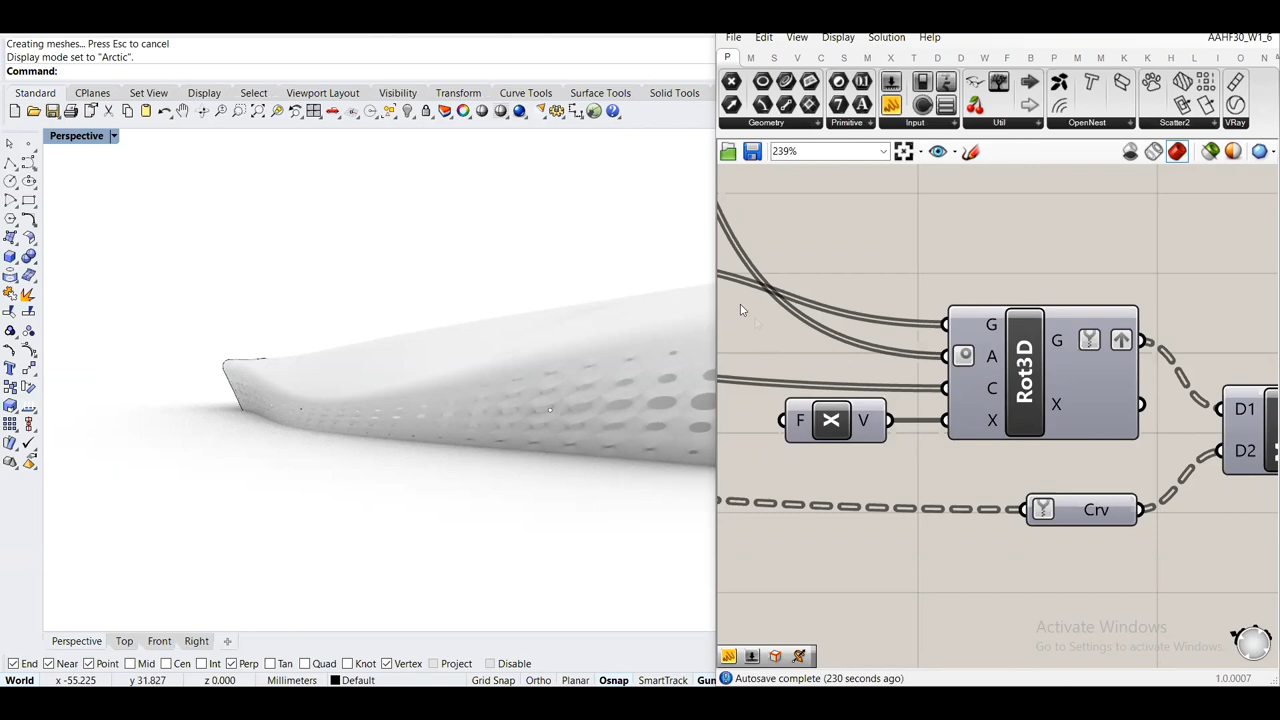 Creating meshes... Press Esc to cancel
Display mode set to "Arctic".
Command:
Standard CPlanes Set View Display Select Viewport Layout Visibility Transform Curve Tools Surface Tools Solid Tools
Perspective
Perspective Top Front Right
End Near Point Mid Cen Int Perp Tan Quad Knot Vertex Project Disable
World x -55.225 y 31.827 z 0.000 Millimeters Default Grid Snap Ortho Planar Osnap SmartTrack Gum
File Edit View Display Solution Help AAHF30_W1_6
P M S V C S M X T D W F K K B P M T C A K E S L I O N
Geometry Primitive Input Util OpenNest Scatter2 VRay
239%
G
A
C
X
Rot3D
G
X
F X V
D1
D2
Crv
Activate Windows
Go to Settings to activate Windows.
Autosave complete (230 seconds ago) 1.0.0007